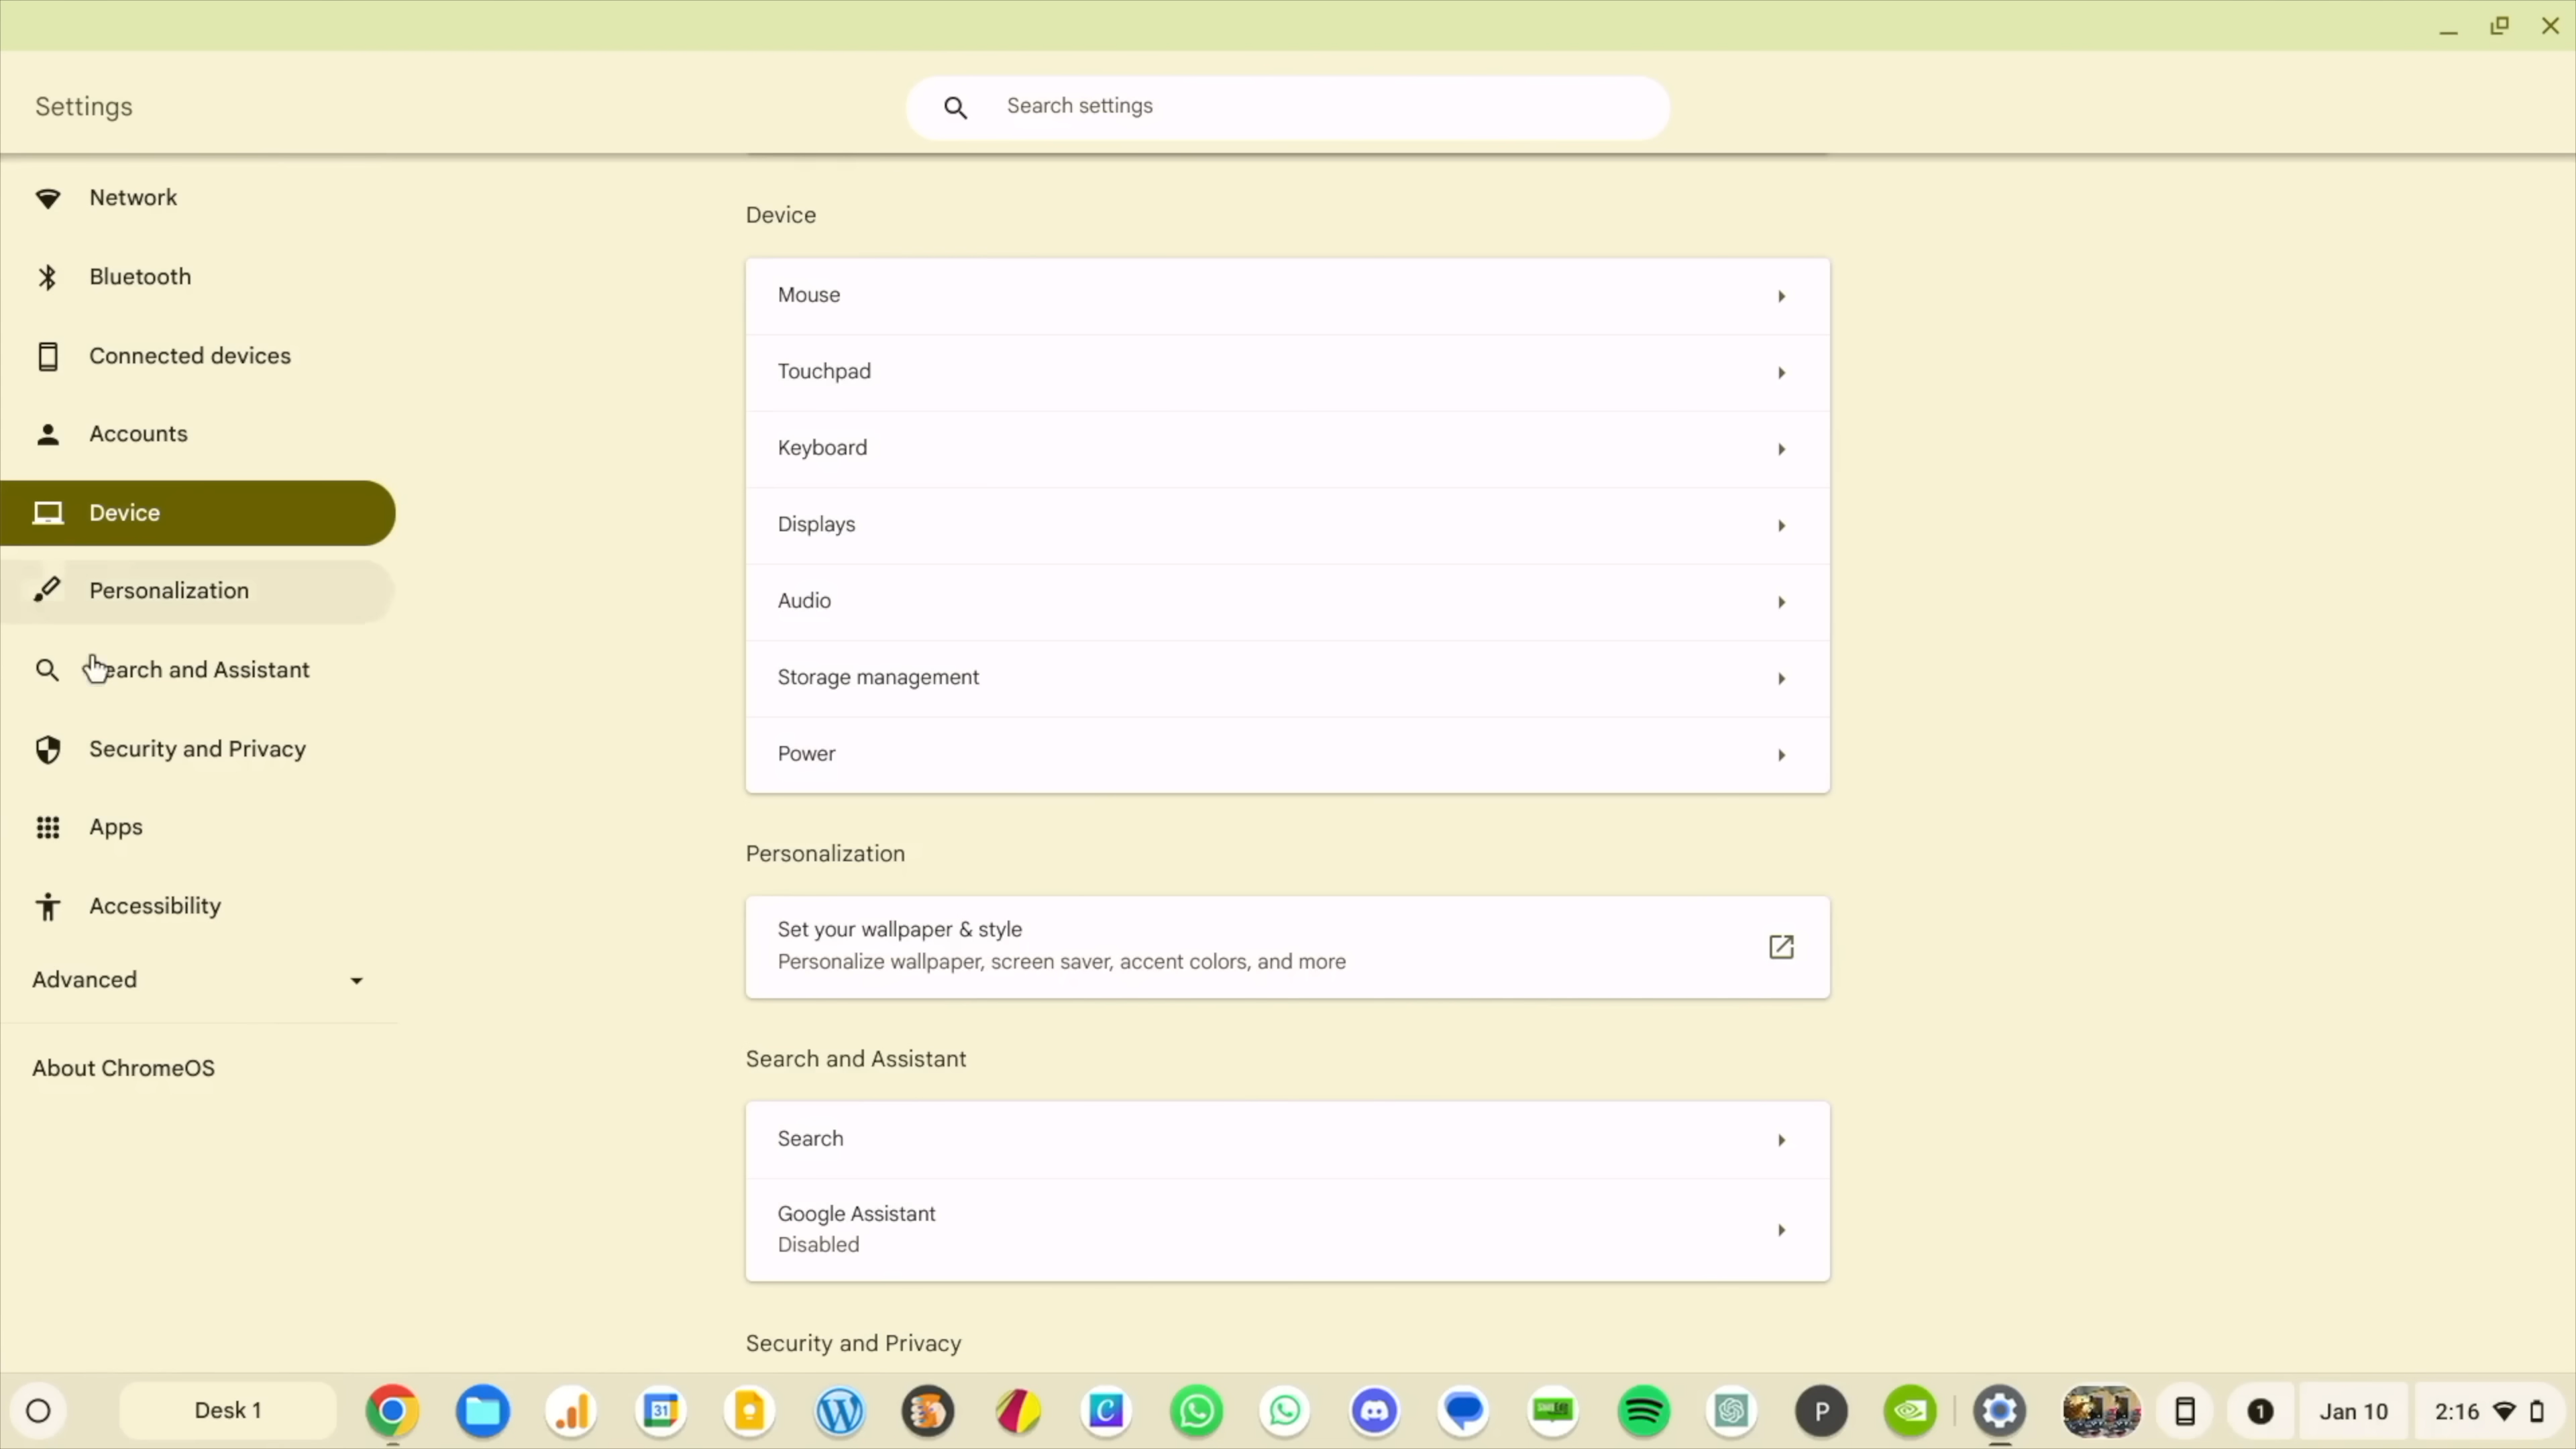 Settings
Search settings
Network
Bluetooth
Connected devices
Accounts
Device
Personalization
earch and Assistant
Security and Privacy
Apps
Accessibility
Advanced
About ChromeOS
Device
Mouse
Touchpad
Keyboard
Displays
Audio
Storage management
Power
Personalization
Set your wallpaper & style
Personalize wallpaper, screen saver, accent colors, and more
Search and Assistant
Search
Google Assistant
Disabled
Security and Privacy
Desk 1
31
C
P
1
Jan 10
2:16